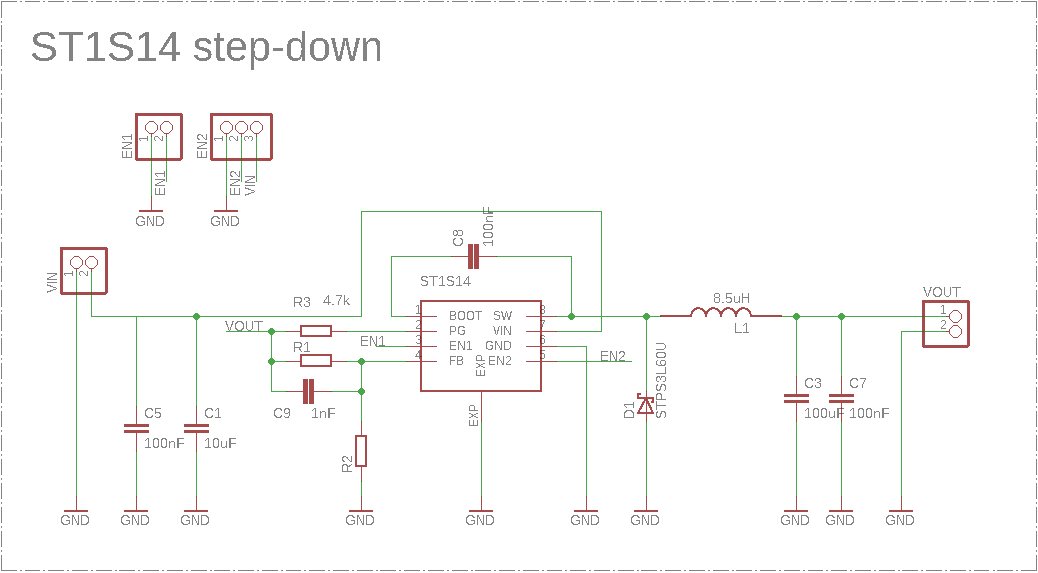 ST1S14 step-down
EN1
1
2
EN1
GND
EN2
1
2
3
EN2
VIN
GND
VIN
1
2
C8
100nF
ST1S14
R3 4.7k
VOUT
R1
EN1
C9 1nF
R2
1 BOOT SW 8
2 PG VIN 7
3 EN1 GND 6
4 FB EXP EN2 5
EXP
EN2
D1
STPS3L60U
8.5uH
L1
VOUT
1
2
C5
100nF
C1
10uF
C3
100uF
C7
100nF
GND GND GND GND GND GND GND GND GND GND